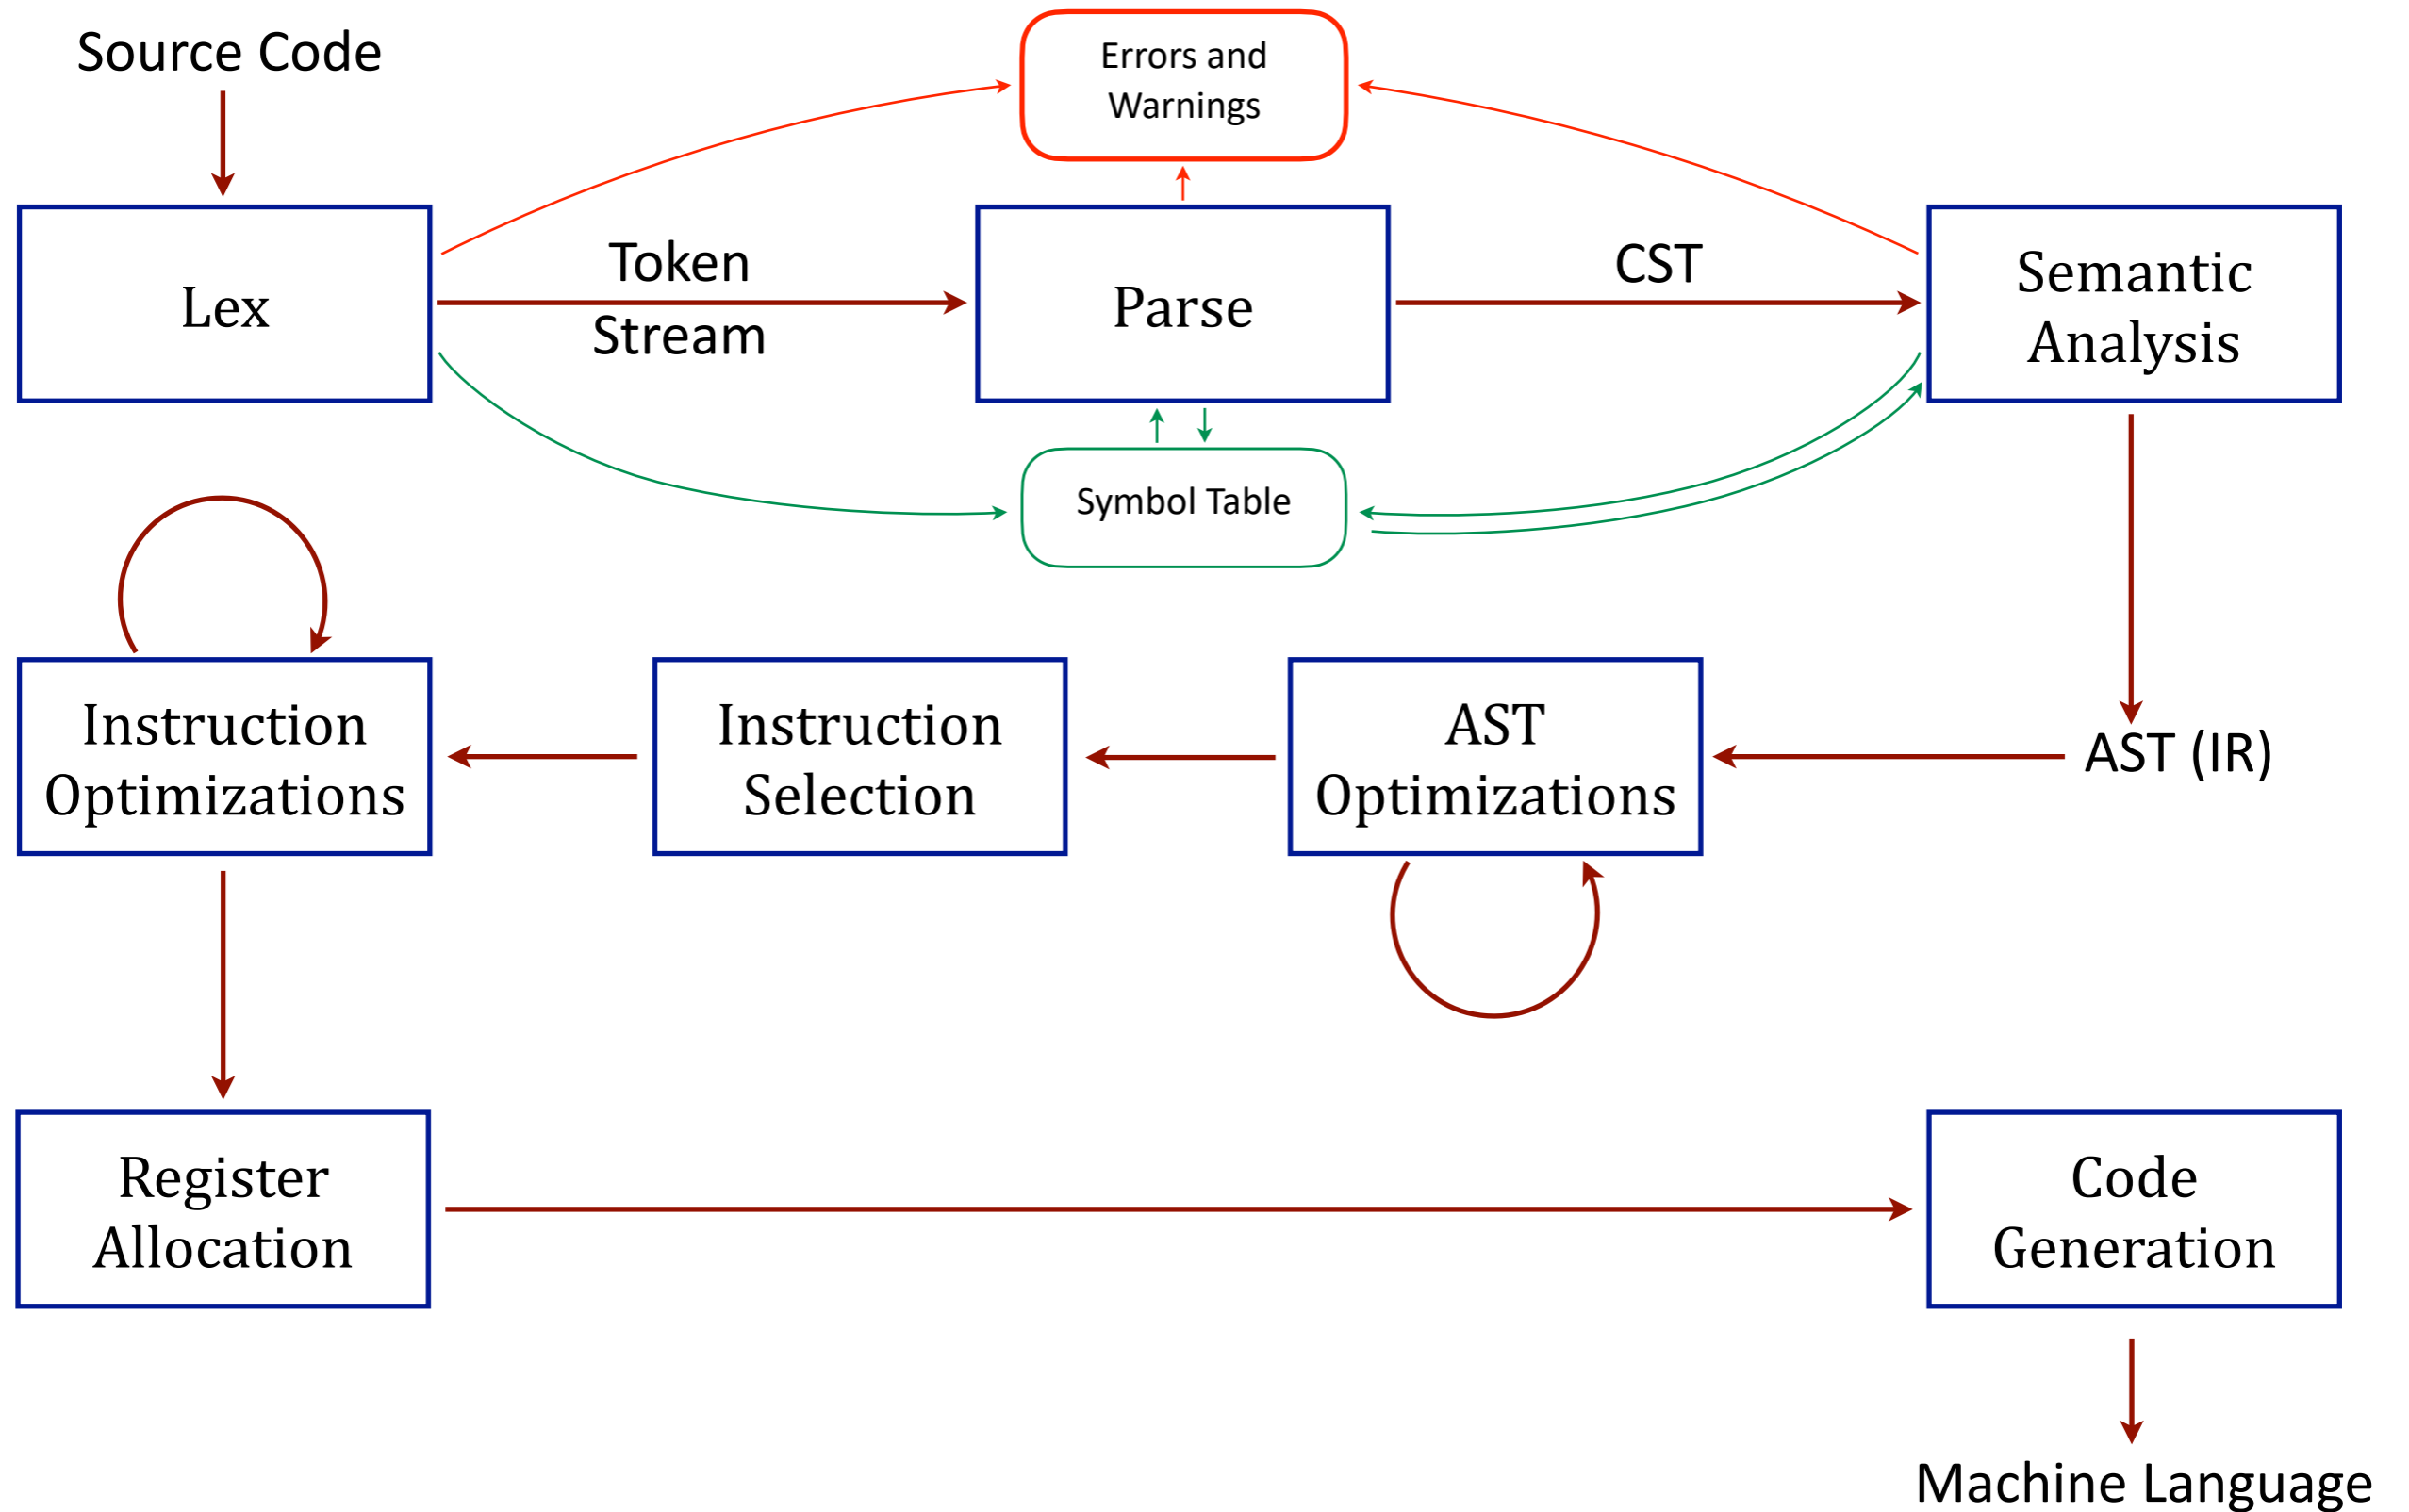 Source Code
Errors and
Warnings
Lex
Token
Stream
Parse
CST
Semantic
Analysis
Symbol Table
Instruction
Optimizations
Instruction
Selection
AST
Optimizations
AST (IR)
Register
Allocation
Code
Generation
Machine Language